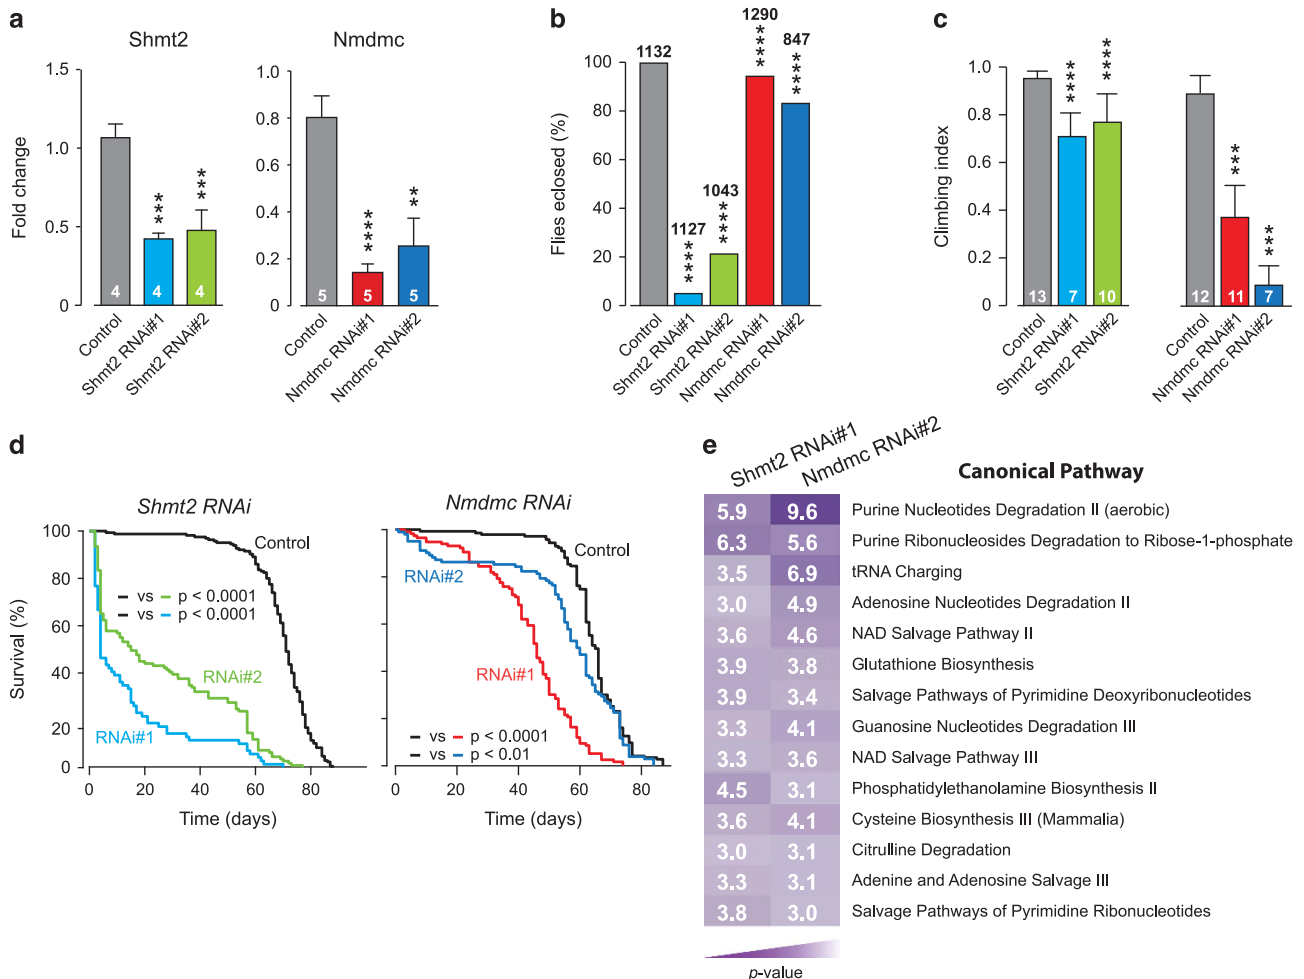 a
Shmt2
Nmdmc
Fold change
1.5
1.0
0.5
0
***
***
4
4
4
Control
Shmt2 RNAi#1
Shmt2 RNAi#2
1.0
0.8
0.6
0.4
0.2
0
****
**
5
5
5
Control
Nmdmc RNAi#1
Nmdmc RNAi#2
b
Flies eclosed (%)
100
80
60
40
20
0
1132
1127
****
1043
****
1290
****
847
****
Control
Shmt2 RNAi#1
Shmt2 RNAi#2
Nmdmc RNAi#1
Nmdmc RNAi#2
c
Climbing index
1.0
0.8
0.6
0.4
0.2
0
****
****
***
***
13
7
10
12
11
7
Control
Shmt2 RNAi#1
Shmt2 RNAi#2
Control
Nmdmc RNAi#1
Nmdmc RNAi#2
d
Shmt2 RNAi
Survival (%)
100
80
60
40
20
0
Control
vs p < 0.0001
vs p < 0.0001
RNAi#2
RNAi#1
0 20 40 60 80
Time (days)
Nmdmc RNAi
Control
RNAi#2
RNAi#1
vs p < 0.0001
vs p < 0.01
0 20 40 60 80
Time (days)
e
Shmt2 RNAi#1
Nmdmc RNAi#2
Canonical Pathway
5.9 9.6 Purine Nucleotides Degradation II (aerobic)
6.3 5.6 Purine Ribonucleosides Degradation to Ribose-1-phosphate
3.5 6.9 tRNA Charging
3.0 4.9 Adenosine Nucleotides Degradation II
3.6 4.6 NAD Salvage Pathway II
3.9 3.8 Glutathione Biosynthesis
3.9 3.4 Salvage Pathways of Pyrimidine Deoxyribonucleotides
3.3 4.1 Guanosine Nucleotides Degradation III
3.3 3.6 NAD Salvage Pathway III
4.5 3.1 Phosphatidylethanolamine Biosynthesis II
3.6 4.1 Cysteine Biosynthesis III (Mammalia)
3.0 3.1 Citrulline Degradation
3.3 3.1 Adenine and Adenosine Salvage III
3.8 3.0 Salvage Pathways of Pyrimidine Ribonucleotides
p-value